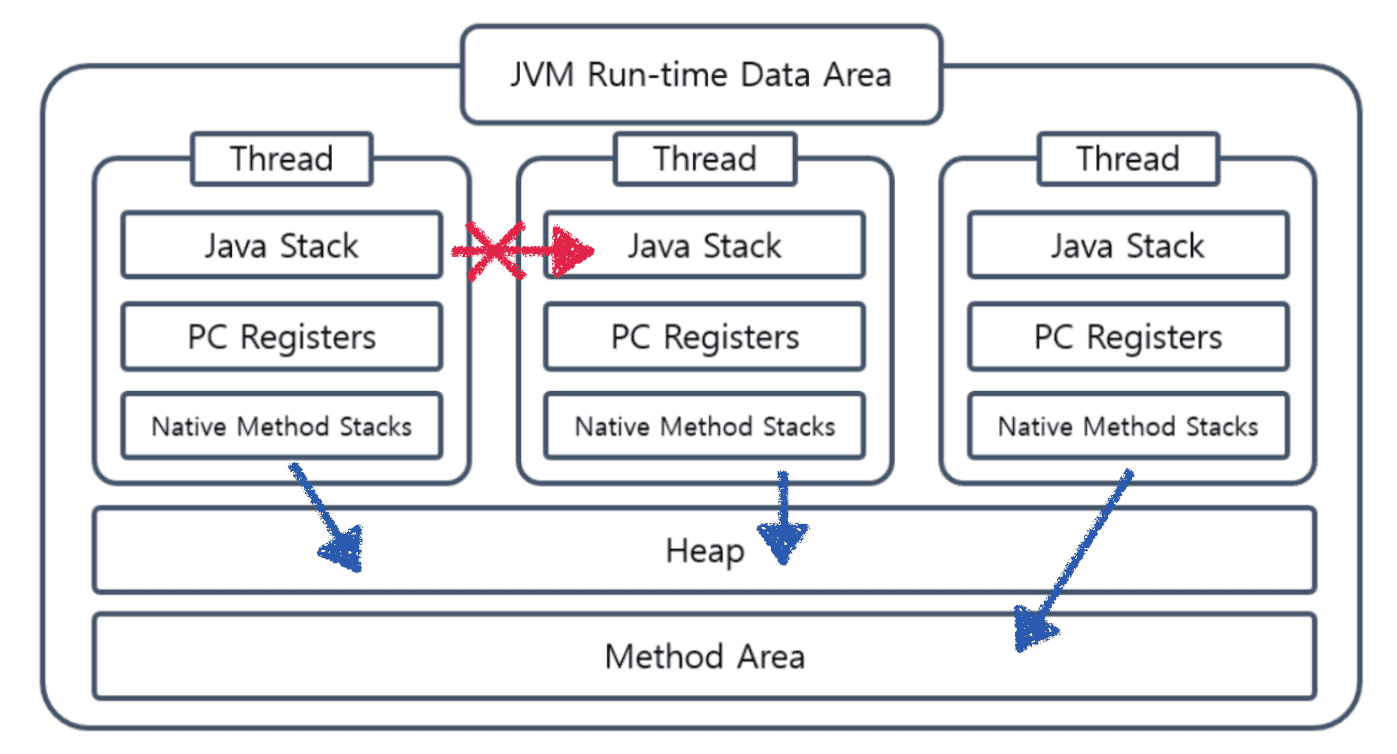 JVM Run-time Data Area
Thread
Thread
Thread
Java Stack
Java Stack
Java Stack
PC Registers
PC Registers
PC Registers
Native Method Stacks
Native Method Stacks
Native Method Stacks
Heap
Method Area